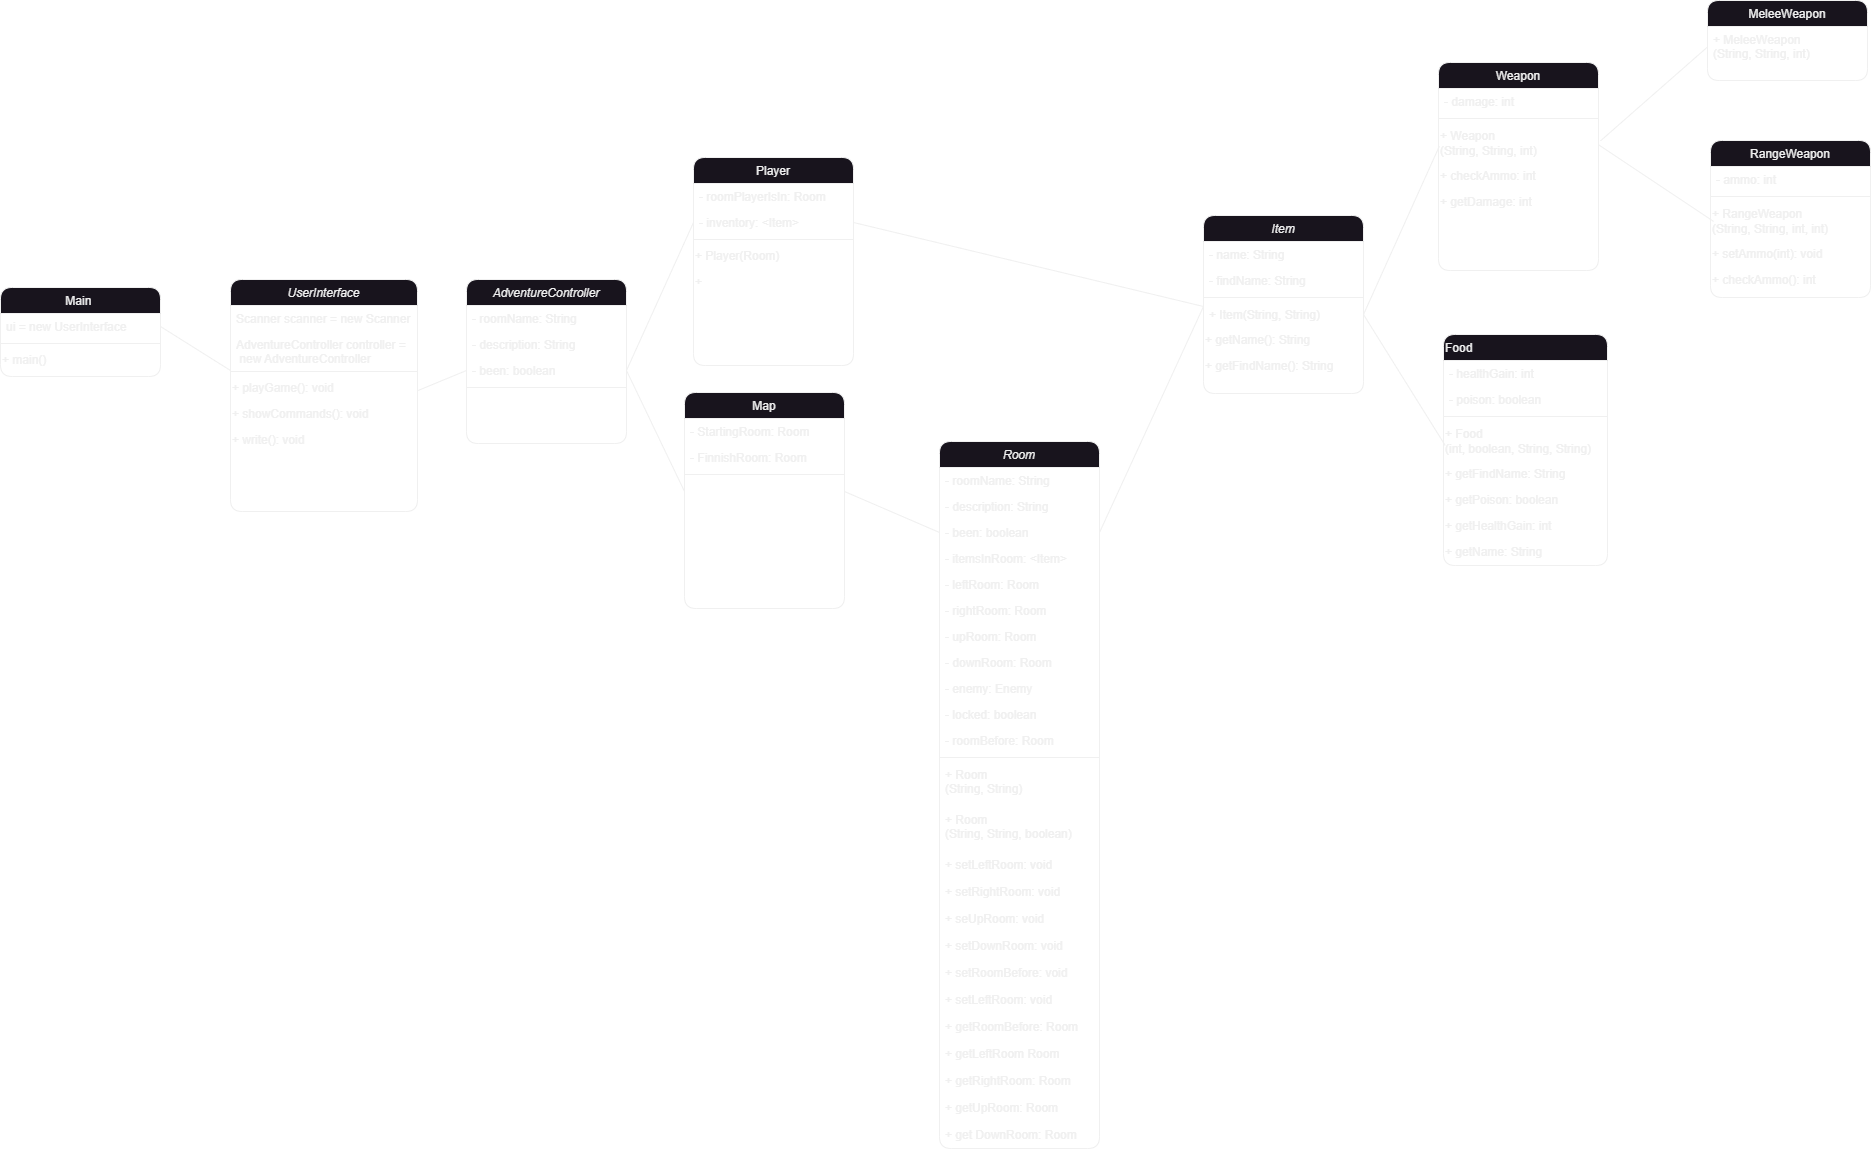 Main
ui = new UserInterface
+ main()
UserInterface
Scanner scanner = new Scanner
AdventureController controller =
new AdventureController
+ playGame(): void
+ showCommands(): void
+ write(): void
AdventureController
- roomName: String
- description: String
- been: boolean
Player
- roomPlayerIsIn: Room
- inventory: <Item>
+ Player(Room)
+
Map
- StartingRoom: Room
- FinnishRoom: Room
Room
- roomName: String
- description: String
- been: boolean
- itemsInRoom: <Item>
- leftRoom: Room
- rightRoom: Room
- upRoom: Room
- downRoom: Room
- enemy: Enemy
- locked: boolean
- roomBefore: Room
+ Room
(String, String)
+ Room
(String, String, boolean)
+ setLeftRoom: void
+ setRightRoom: void
+ seUpRoom: void
+ setDownRoom: void
+ setRoomBefore: void
+ setLeftRoom: void
+ getRoomBefore: Room
+ getLeftRoom Room
+ getRightRoom: Room
+ getUpRoom: Room
+ get DownRoom: Room
Item
- name: String
- findName: String
+ Item(String, String)
+ getName(): String
+ getFindName(): String
Weapon
- damage: int
+ Weapon
(String, String, int)
+ checkAmmo: int
+ getDamage: int
Food
- healthGain: int
- poison: boolean
+ Food
(int, boolean, String, String)
+ getFindName: String
+ getPoison: boolean
+ getHealthGain: int
+ getName: String
MeleeWeapon
+ MeleeWeapon
(String, String, int)
RangeWeapon
- ammo: int
+ RangeWeapon
(String, String, int, int)
+ setAmmo(int): void
+ checkAmmo(): int